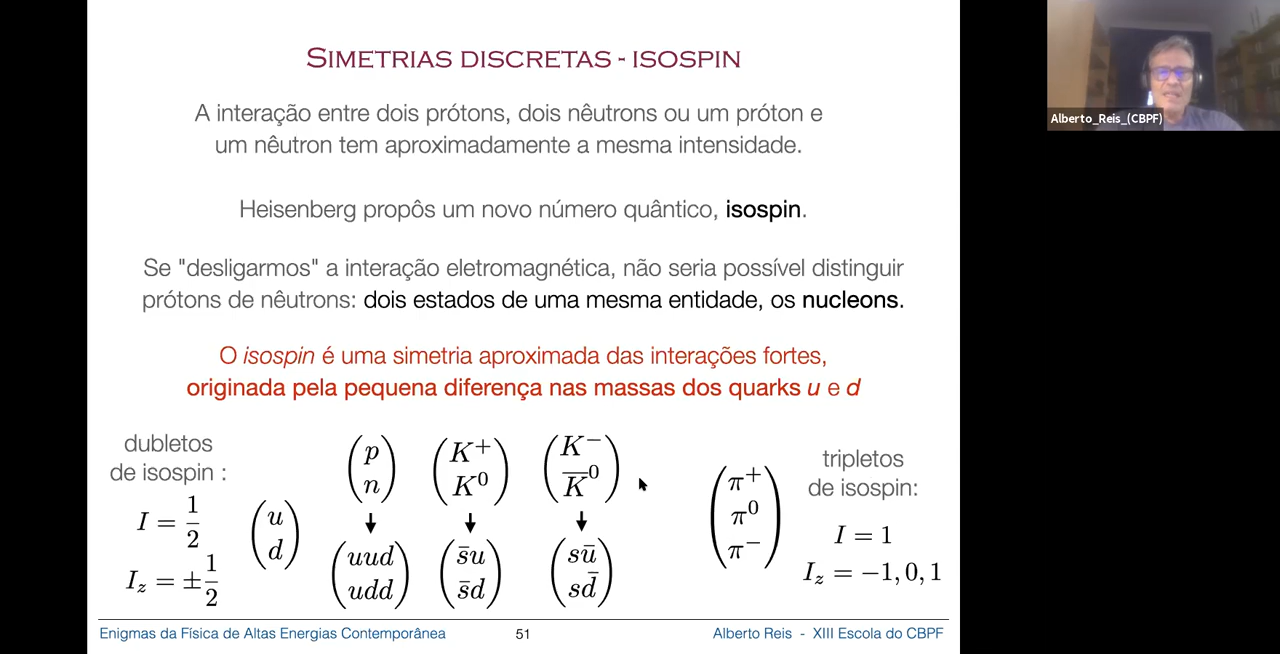 SIMETRIAS DISCRETAS - ISOSPIN
A interação entre dois prótons, dois nêutrons ou um próton e
um nêutron tem aproximadamente a mesma intensidade.
Heisenberg propôs um novo número quântico, isospin.
Se "desligarmos" a interação eletromagnética, não seria possível distinguir
prótons de nêutrons: dois estados de uma mesma entidade, os nucleons.
O isospin é uma simetria aproximada das interações fortes,
originada pela pequena diferença nas massas dos quarks u e d
dubletos
de isospin :
I = 1/2
I_z = ±1/2
(u
d)
(p
n)
↓
(uud
udd)
(K⁺
K⁰)
↓
(s̅u
s̅d)
(K⁻
K̅⁰)
↓
(su̅
sd̅)
(π⁺
π⁰
π⁻)
tripletos
de isospin:
I = 1
I_z = −1, 0, 1
Enigmas da Física de Altas Energias Contemporânea
51
Alberto Reis - XIII Escola do CBPF
Alberto_Reis_(CBPF)